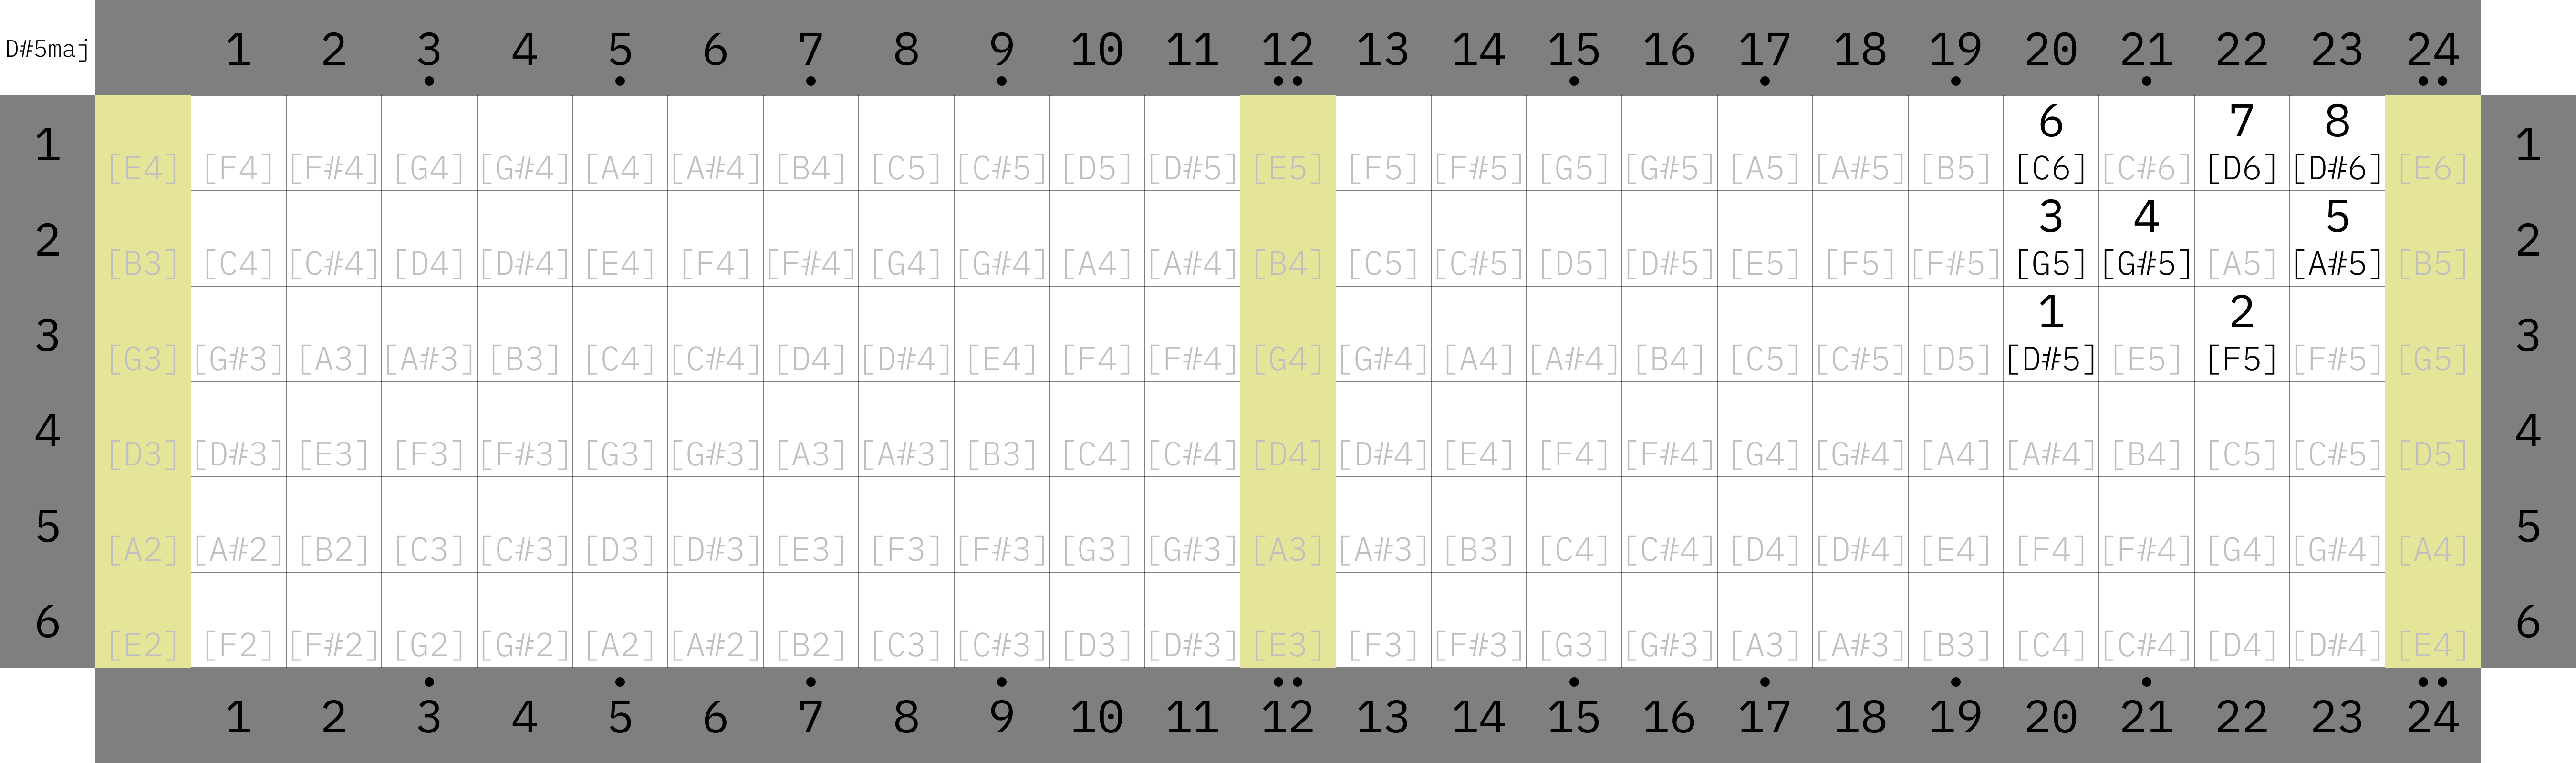 D#5maj 1 2 3 4 5 6 7 8 9 10 11 12 13 14 15 16 17 18 19 20 21 22 23 24
6 7 8
1 [E4] [F4] [F#4] [G4] [G#4] [A4] [A#4] [B4] [C5] [C#5] [D5] [D#5] [E5] [F5] [F#5] [G5] [G#5] [A5] [A#5] [B5] [C6] [C#6] [D6] [D#6] [E6] 1
3 4 5
2 [B3] [C4] [C#4] [D4] [D#4] [E4] [F4] [F#4] [G4] [G#4] [A4] [A#4] [B4] [C5] [C#5] [D5] [D#5] [E5] [F5] [F#5] [G5] [G#5] [A5] [A#5] [B5] 2
1 2
3 [G3] [G#3] [A3] [A#3] [B3] [C4] [C#4] [D4] [D#4] [E4] [F4] [F#4] [G4] [G#4] [A4] [A#4] [B4] [C5] [C#5] [D5] [D#5] [E5] [F5] [F#5] [G5] 3
4 [D3] [D#3] [E3] [F3] [F#3] [G3] [G#3] [A3] [A#3] [B3] [C4] [C#4] [D4] [D#4] [E4] [F4] [F#4] [G4] [G#4] [A4] [A#4] [B4] [C5] [C#5] [D5] 4
5 [A2] [A#2] [B2] [C3] [C#3] [D3] [D#3] [E3] [F3] [F#3] [G3] [G#3] [A3] [A#3] [B3] [C4] [C#4] [D4] [D#4] [E4] [F4] [F#4] [G4] [G#4] [A4] 5
6 [E2] [F2] [F#2] [G2] [G#2] [A2] [A#2] [B2] [C3] [C#3] [D3] [D#3] [E3] [F3] [F#3] [G3] [G#3] [A3] [A#3] [B3] [C4] [C#4] [D4] [D#4] [E4] 6
1 2 3 4 5 6 7 8 9 10 11 12 13 14 15 16 17 18 19 20 21 22 23 24